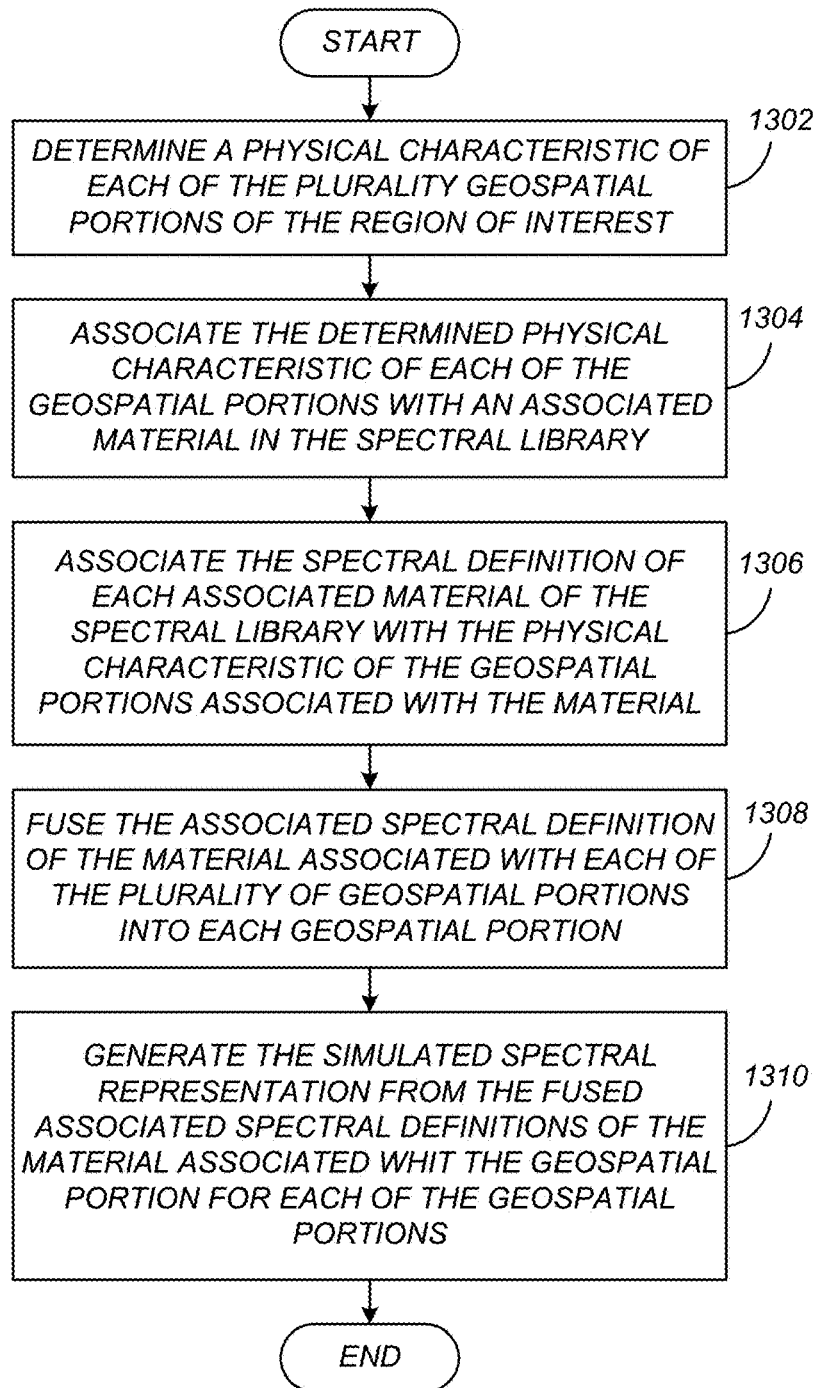 START
DETERMINE A PHYSICAL CHARACTERISTIC OF
EACH OF THE PLURALITY GEOSPATIAL
PORTIONS OF THE REGION OF INTEREST
1302
ASSOCIATE THE DETERMINED PHYSICAL
CHARACTERISTIC OF EACH OF THE
GEOSPATIAL PORTIONS WITH AN ASSOCIATED
MATERIAL IN THE SPECTRAL LIBRARY
1304
ASSOCIATE THE SPECTRAL DEFINITION OF
EACH ASSOCIATED MATERIAL OF THE
SPECTRAL LIBRARY WITH THE PHYSICAL
CHARACTERISTIC OF THE GEOSPATIAL
PORTIONS ASSOCIATED WITH THE MATERIAL
1306
FUSE THE ASSOCIATED SPECTRAL DEFINITION
OF THE MATERIAL ASSOCIATED WITH EACH OF
THE PLURALITY OF GEOSPATIAL PORTIONS
INTO EACH GEOSPATIAL PORTION
1308
GENERATE THE SIMULATED SPECTRAL
REPRESENTATION FROM THE FUSED
ASSOCIATED SPECTRAL DEFINITIONS OF THE
MATERIAL ASSOCIATED WHIT THE GEOSPATIAL
PORTION FOR EACH OF THE GEOSPATIAL
PORTIONS
1310
END